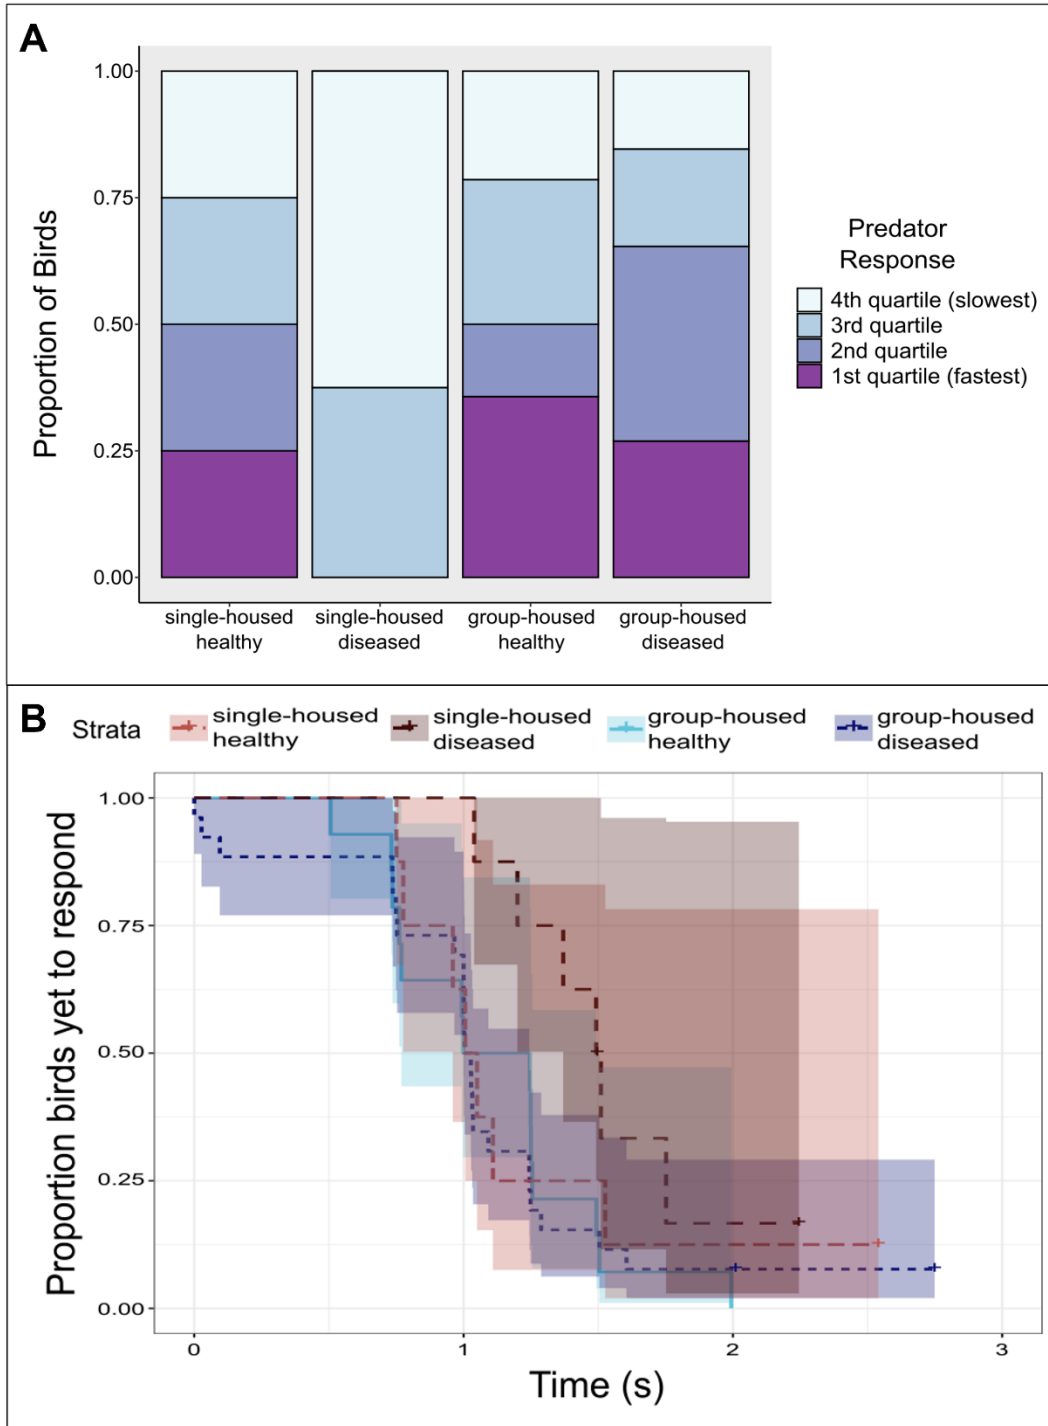 A
Proportion of Birds
1.00
0.75
0.50
0.25
0.00
single-housed
healthy
single-housed
diseased
group-housed
healthy
group-housed
diseased
Predator
Response
4th quartile (slowest)
3rd quartile
2nd quartile
1st quartile (fastest)
B
Strata
single-housed
healthy
single-housed
diseased
group-housed
healthy
group-housed
diseased
Proportion birds yet to respond
1.00
0.75
0.50
0.25
0.00
0
1
2
3
Time (s)